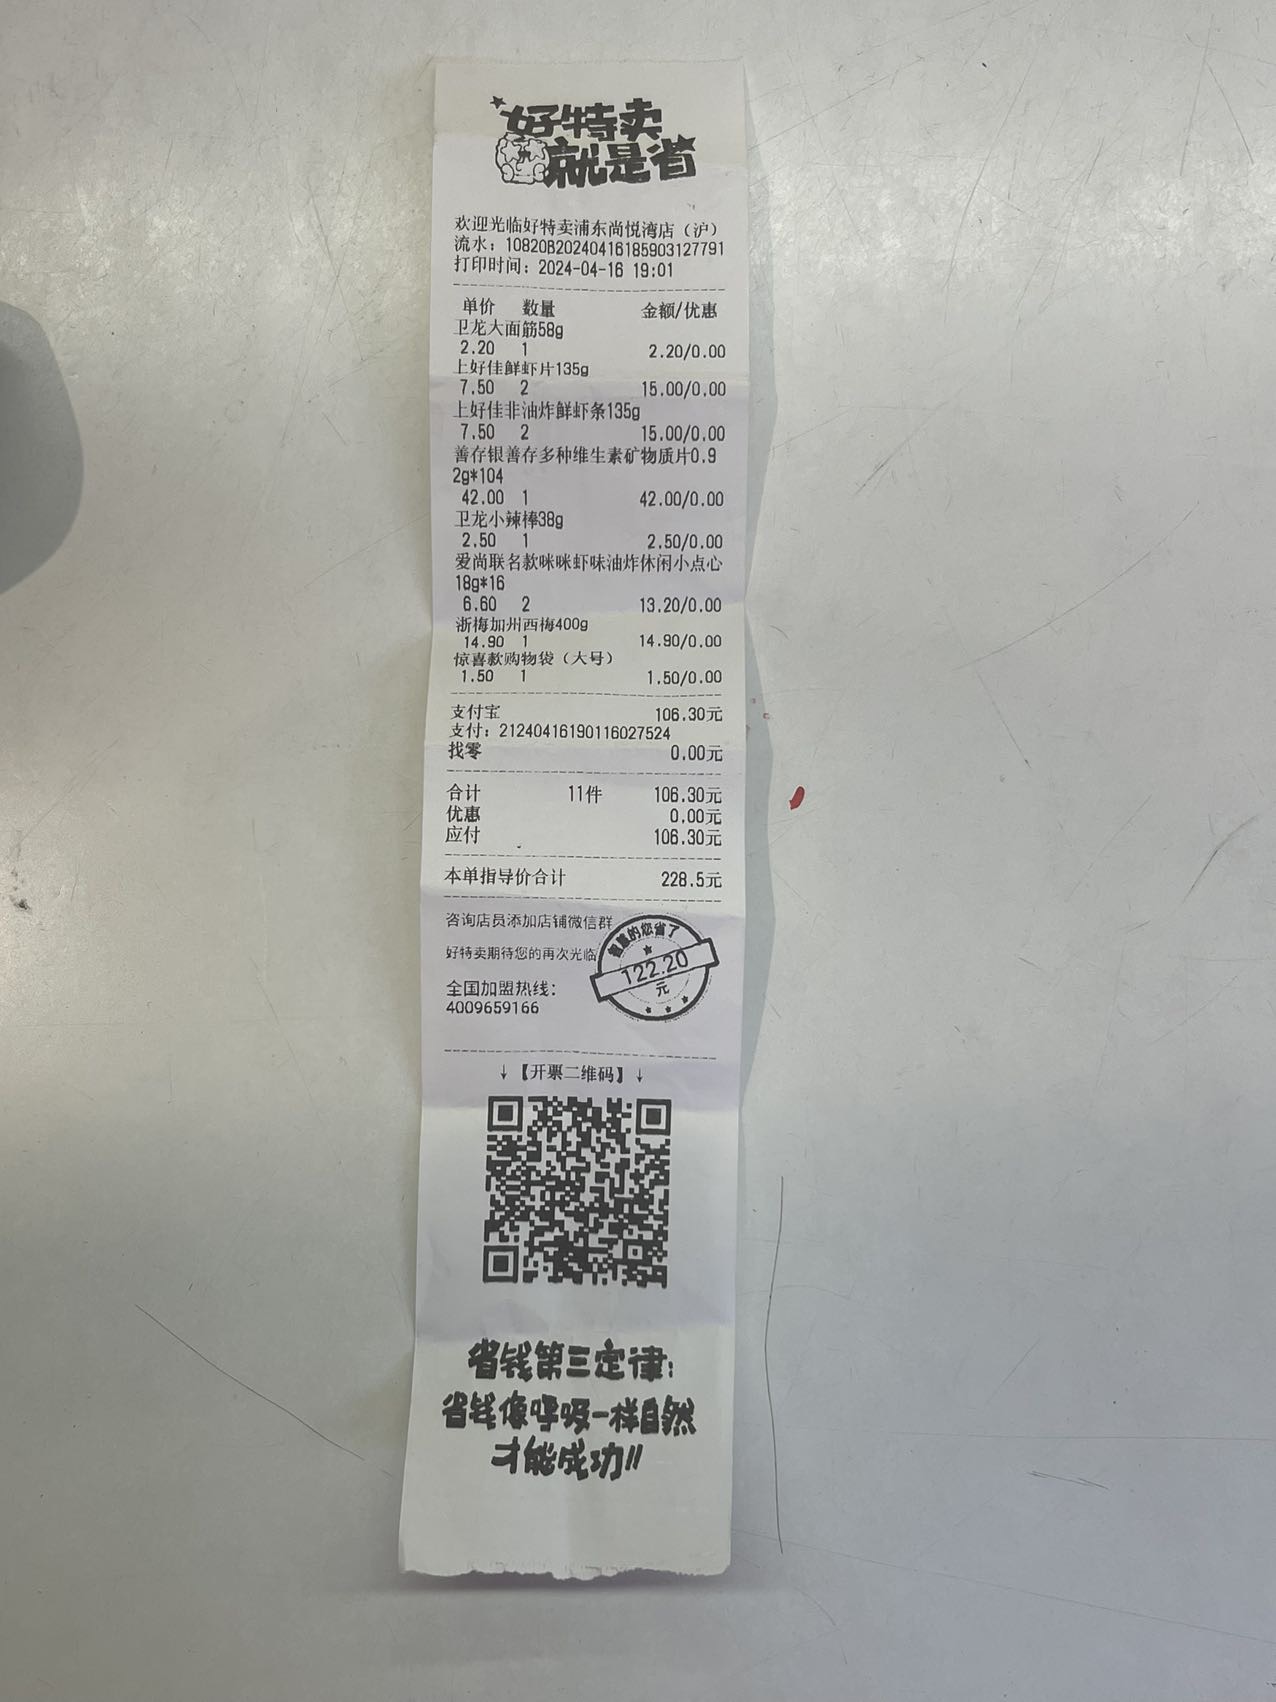 好特卖
就是省
欢迎光临好特卖浦东尚悦湾店（沪）
流水：10820B20240416185903127791
打印时间：2024-04-16 19:01
单价 数量 金额/优惠
卫龙大面筋58g
2.20 1 2.20/0.00
上好佳鲜虾片135g
7.50 2 15.00/0.00
上好佳非油炸鲜虾条135g
7.50 2 15.00/0.00
善存银善存多种维生素矿物质片0.9
2g*104
42.00 1 42.00/0.00
卫龙小辣棒38g
2.50 1 2.50/0.00
爱尚联名款咪咪虾味油炸休闲小点心
18g*16
6.60 2 13.20/0.00
浙梅加州西梅400g
14.90 1 14.90/0.00
惊喜款购物袋（大号）
1.50 1 1.50/0.00
支付宝 106.30元
支付：21240416190116027524
找零 0.00元
合计 11件 106.30元
优惠 0.00元
应付 106.30元
本单指导价合计 228.5元
咨询店员添加店铺微信群
好特卖期待您的再次光临
全国加盟热线：
4009659166
的您省了
122.20
元
↓【开票二维码】↓
省钱第三定律:
省钱像呼吸一样自然
才能成功!!